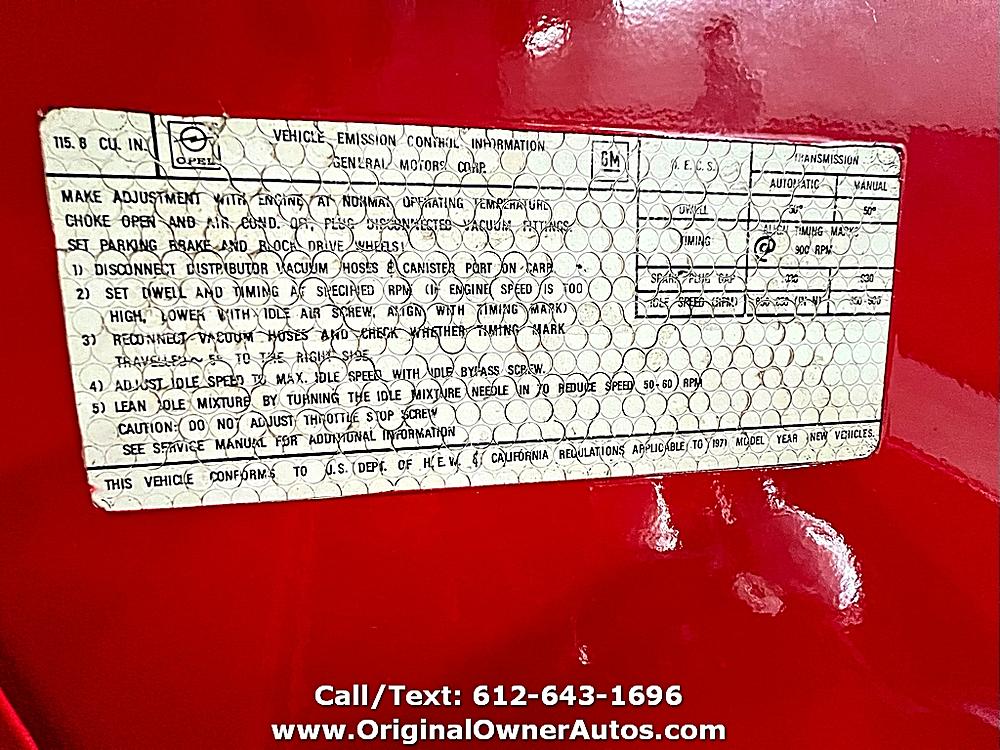 115.8 CU. IN.
OPEL
VEHICLE EMISSION CONTROL INFORMATION
GENERAL MOTORS CORP.
GM
MAKE ADJUSTMENT WITH ENGINE AT NORMAL OPERATING TEMPERATURE,
CHOKE OPEN AND AIR COND. OFF, PLUG DISCONNECTED VACUUM FITTINGS,
SET PARKING BRAKE AND BLOCK DRIVE WHEELS!
1) DISCONNECT DISTRIBUTOR VACUUM HOSES & CANISTER PORT ON CARB.
2) SET DWELL AND TIMING AT SPECIFIED RPM (IF ENGINE SPEED IS TOO
HIGH, LOWER WITH IDLE AIR SCREW, ALIGN WITH TIMING MARK)
3) RECONNECT VACUUM HOSES AND CHECK WHETHER TIMING MARK
TRAVELLED TO THE RIGHT SIDE
4) ADJUST IDLE SPEED TO MAX. IDLE SPEED WITH IDLE BYPASS SCREW.
5) LEAN IDLE MIXTURE BY TURNING THE IDLE MIXTURE NEEDLE IN TO REDUCE SPEED 50-60 RPM
CAUTION: DO NOT ADJUST THROTTLE STOP SCREW
SEE SERVICE MANUAL FOR ADDITIONAL INFORMATION
THIS VEHICLE CONFORMS TO U.S. DEPT. OF H.E.W. & CALIFORNIA REGULATIONS APPLICABLE TO 1971 MODEL YEAR NEW VEHICLES.
E.C.S.
TRANSMISSION
AUTOMATIC MANUAL
DWELL 50° 50°
TIMING @ ALIGN TIMING MARKS
900 RPM
SPARK PLUG GAP .030 .030
IDLE SPEED (RPM)
Call/Text: 612-643-1696
www.OriginalOwnerAutos.com